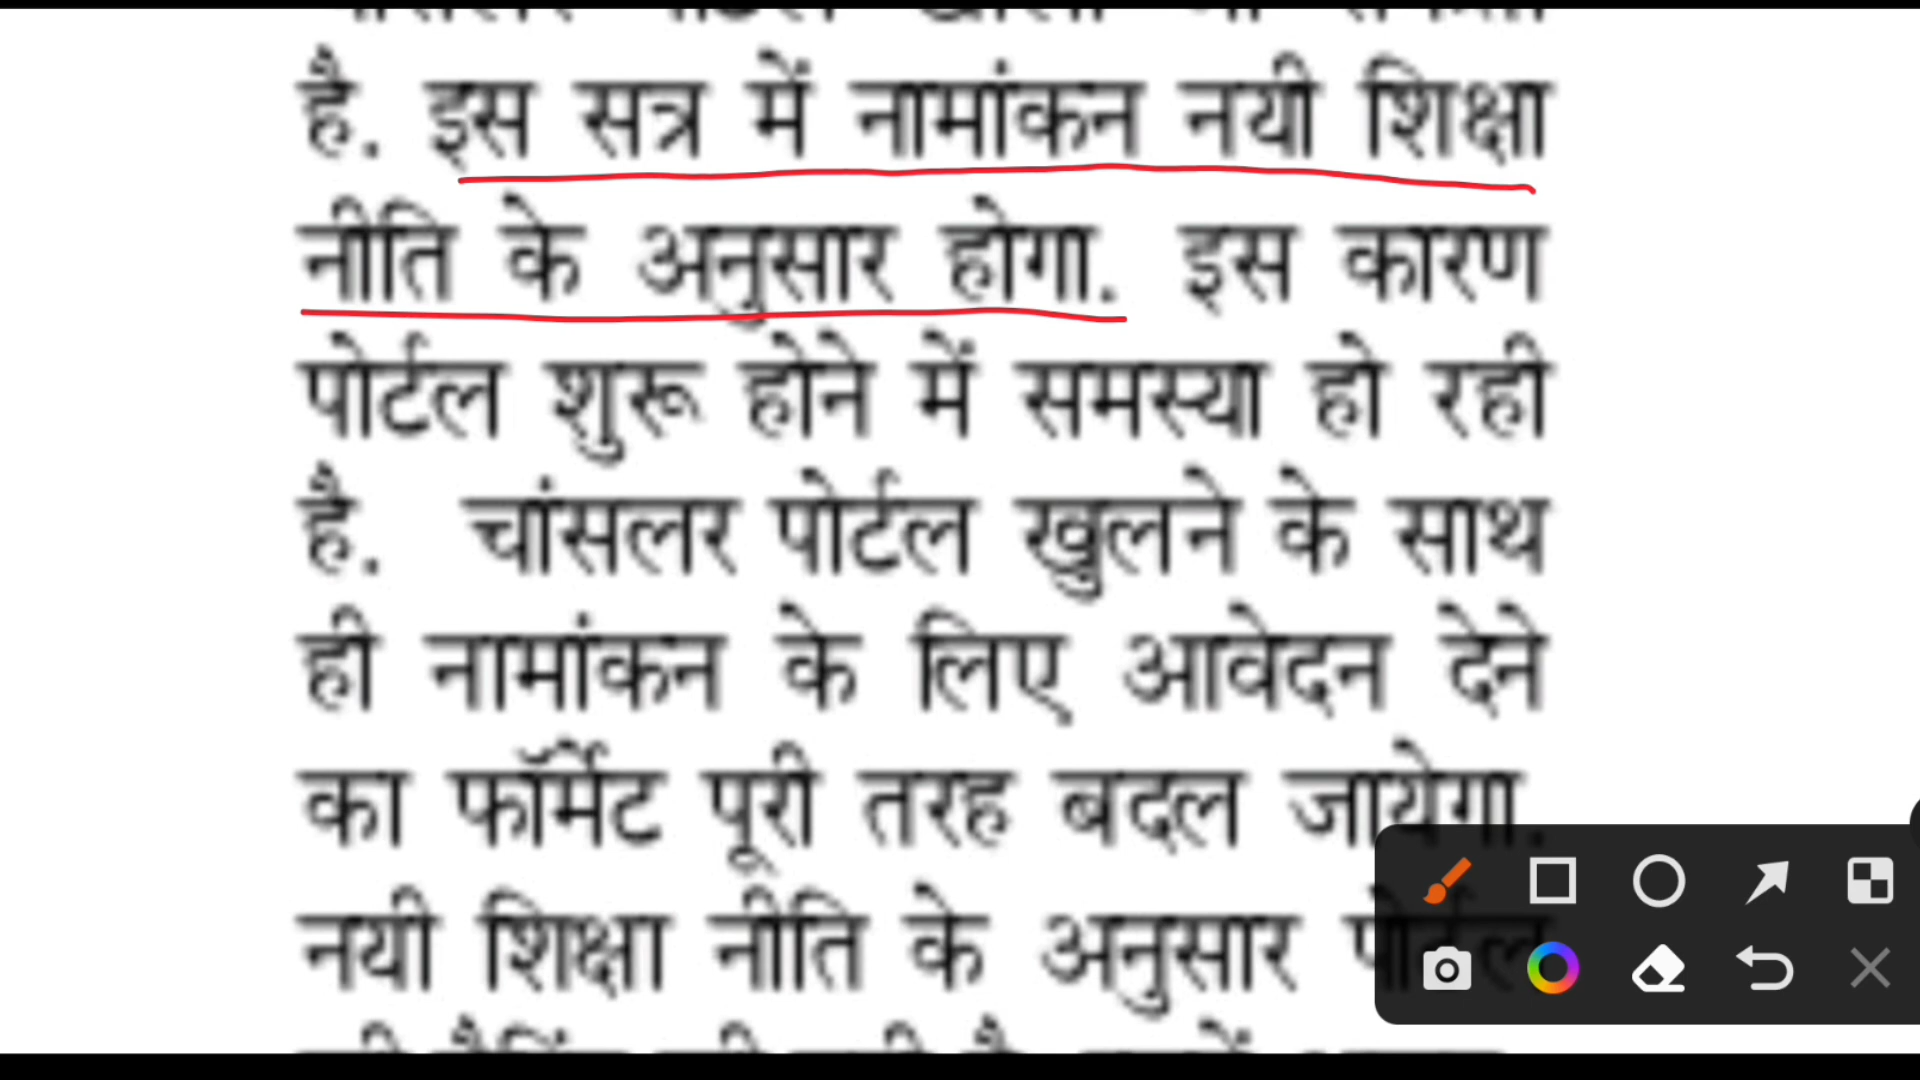 है. इस सत्र में नामांकन नयी शिक्षा
नीति के अनुसार होगा. इस कारण
पोर्टल शुरू होने में समस्या हो रही
है. चांसलर पोर्टल खुलने के साथ
ही नामांकन के लिए आवेदन देने
का फॉर्मेट पूरी तरह बदल जायेगा.
नयी शिक्षा नीति के अनुसार पोर्टल